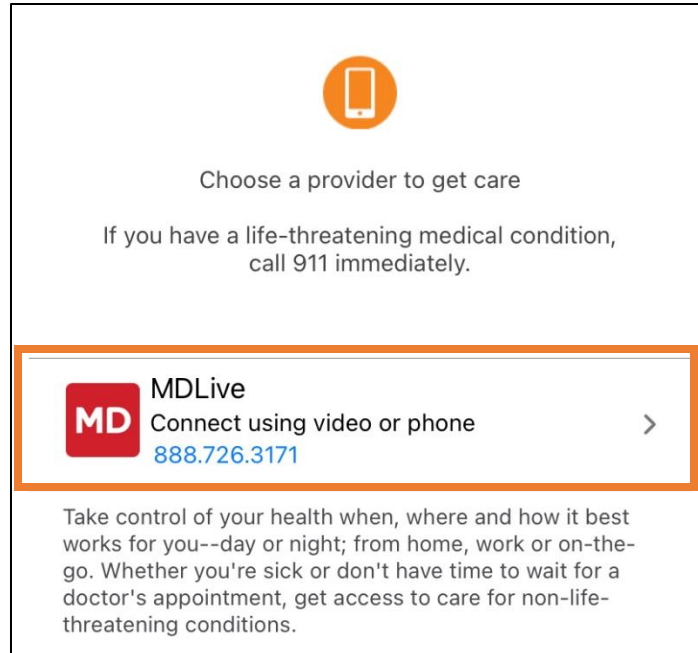 Choose a provider to get care
If you have a life-threatening medical condition,
call 911 immediately.
MD
MDLive
Connect using video or phone
888.726.3171
Take control of your health when, where and how it best
works for you--day or night; from home, work or on-the-
go. Whether you're sick or don't have time to wait for a
doctor's appointment, get access to care for non-life-
threatening conditions.